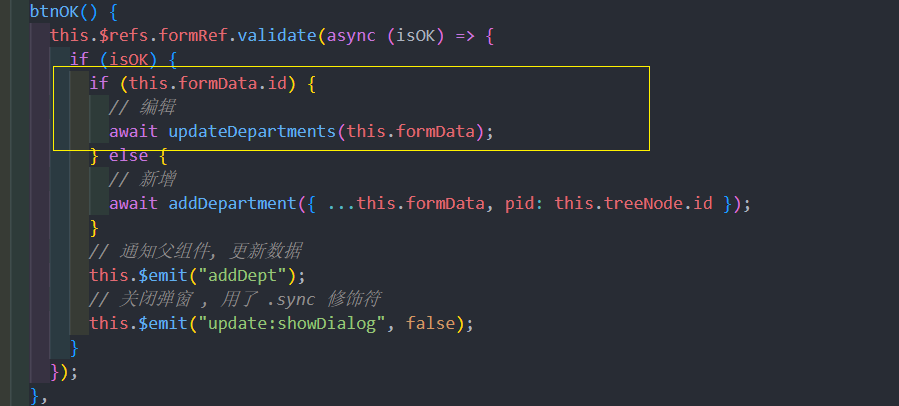 btnOK() {
this.$refs.formRef.validate(async (isOK) => {
if (isOK) {
if (this.formData.id) {
// 编辑
await updateDepartments(this.formData);
} else {
// 新增
await addDepartment({ ...this.formData, pid: this.treeNode.id });
}
// 通知父组件, 更新数据
this.$emit("addDept");
// 关闭弹窗 , 用了 .sync 修饰符
this.$emit("update:showDialog", false);
}
});
},